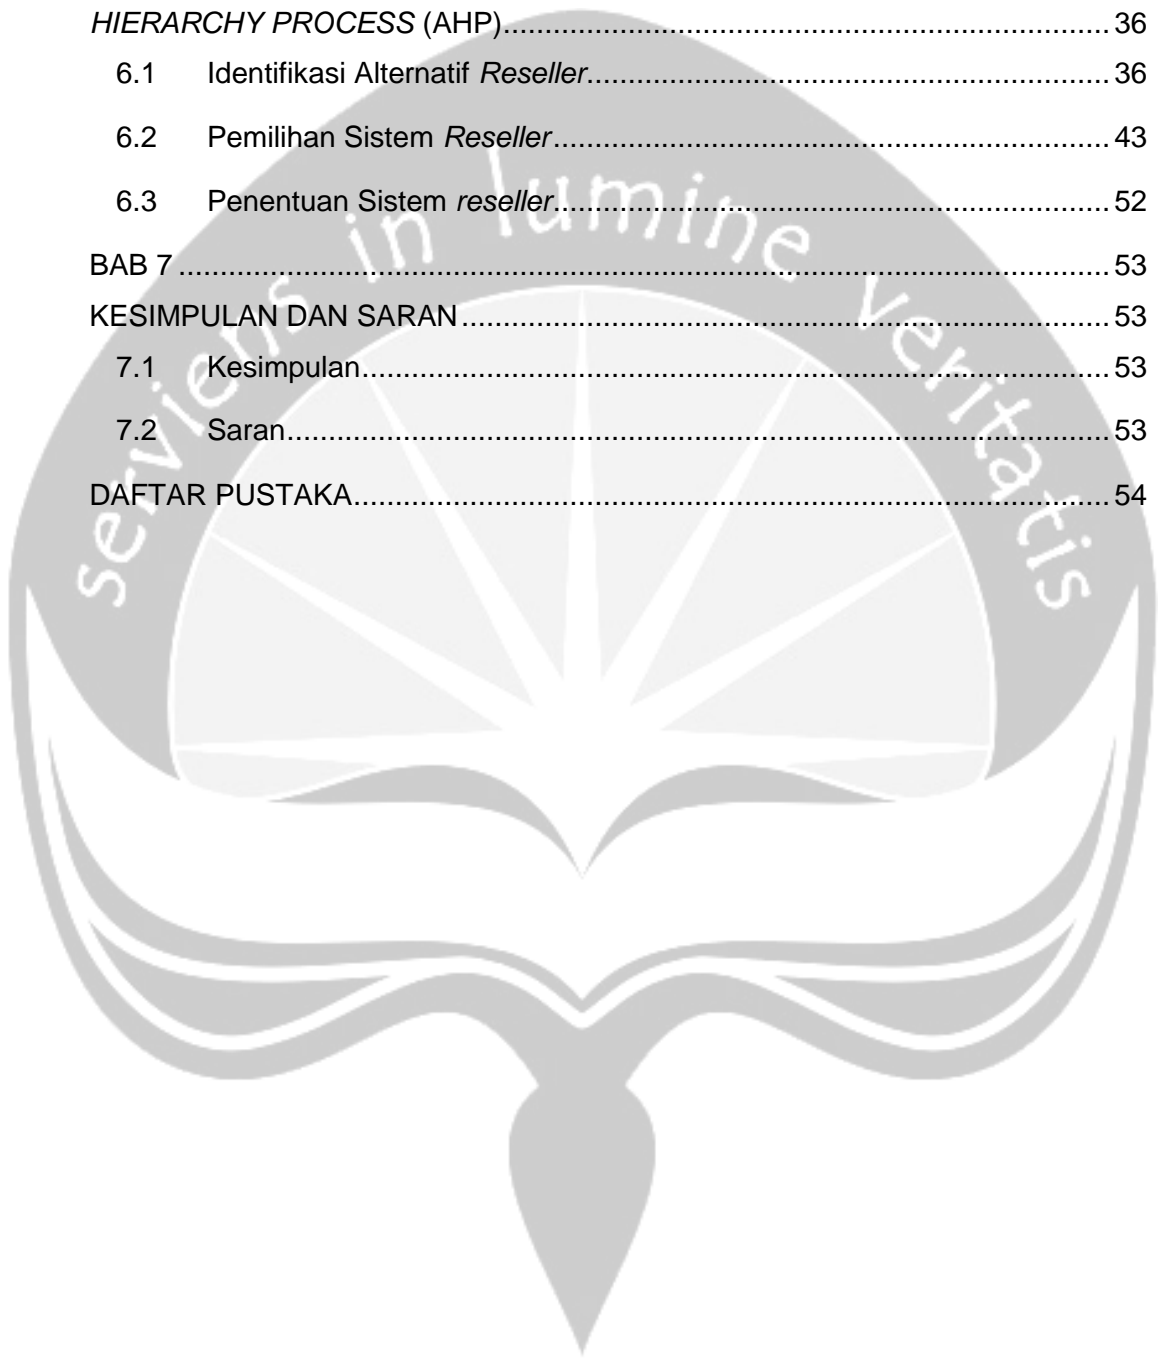 HIERARCHY PROCESS (AHP)........................................................................... 36
6.1 Identifikasi Alternatif Reseller................................................................. 36
6.2 Pemilihan Sistem Reseller..................................................................... 43
6.3 Penentuan Sistem reseller..................................................................... 52
BAB 7 .................................................................................................................. 53
KESIMPULAN DAN SARAN................................................................................ 53
7.1 Kesimpulan............................................................................................ 53
7.2 Saran...................................................................................................... 53
DAFTAR PUSTAKA............................................................................................. 54
serviens in lumine veritatis